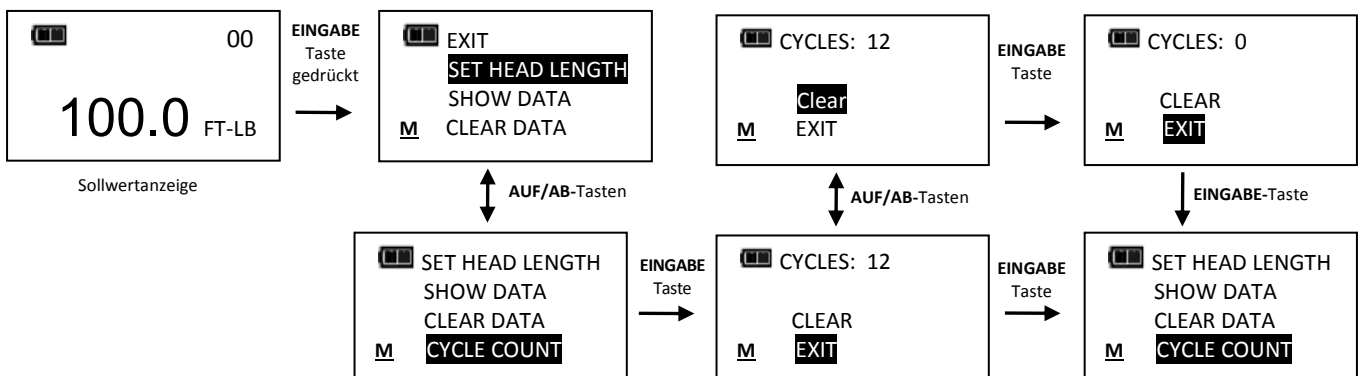 00
100.0 FT-LB
Sollwertanzeige
EINGABE
Taste
gedrückt
EXIT
SET HEAD LENGTH
SHOW DATA
M CLEAR DATA
AUF/AB-Tasten
SET HEAD LENGTH
SHOW DATA
CLEAR DATA
M CYCLE COUNT
EINGABE
Taste
CYCLES: 12
Clear
M EXIT
AUF/AB-Tasten
CYCLES: 12
CLEAR
M EXIT
EINGABE
Taste
CYCLES: 0
CLEAR
M EXIT
EINGABE-Taste
EINGABE
Taste
SET HEAD LENGTH
SHOW DATA
CLEAR DATA
M CYCLE COUNT